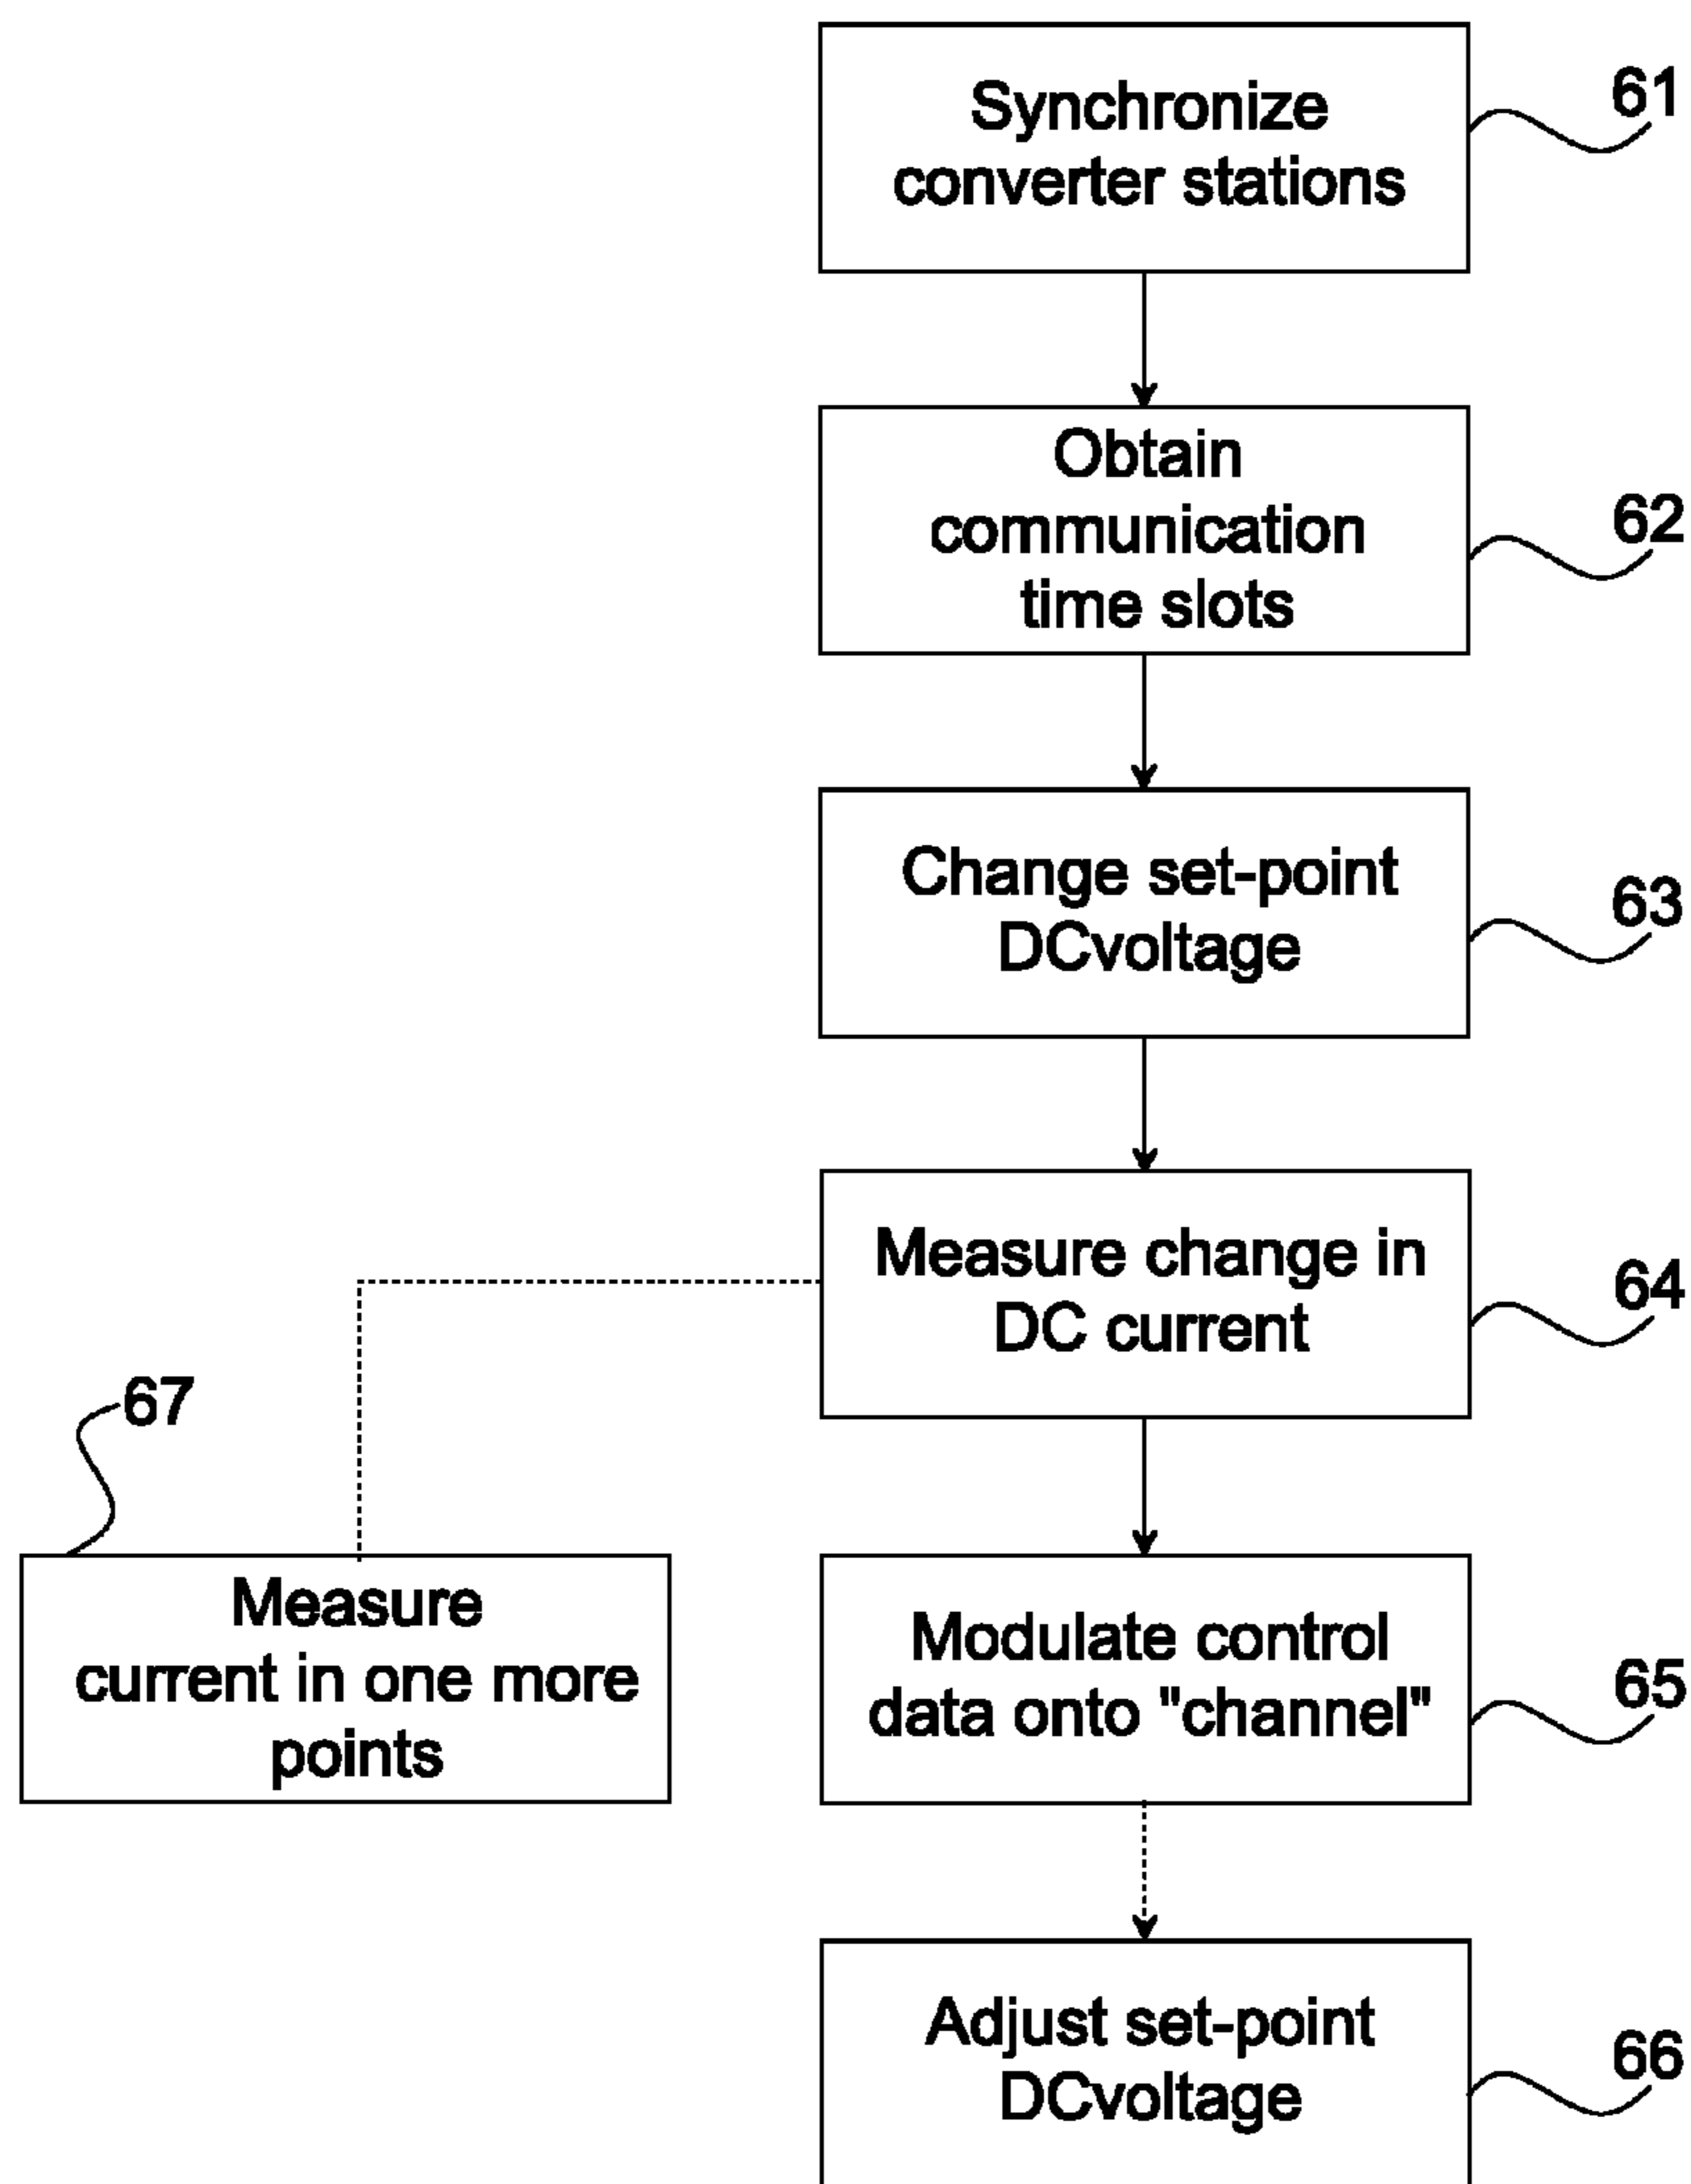 Synchronize
converter stations
61
Obtain
communication
time slots
62
Change set-point
DCvoltage
63
Measure change in
DC current
64
67
Measure
current in one more
points
Modulate control
data onto "channel"
65
Adjust set-point
DCvoltage
66